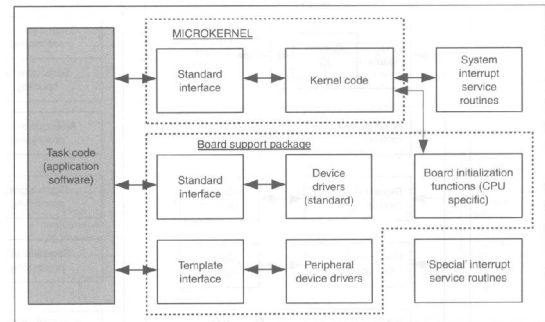 MICROKERNEL
Standard
interface
Kernel code
System
interrupt
service
routines
Task code
(application
software)
Board support package
Standard
interface
Device
drivers
(standard)
Board initialization
functions (CPU
specific)
Template
interface
Peripheral
device drivers
'Special' interrupt
service routines